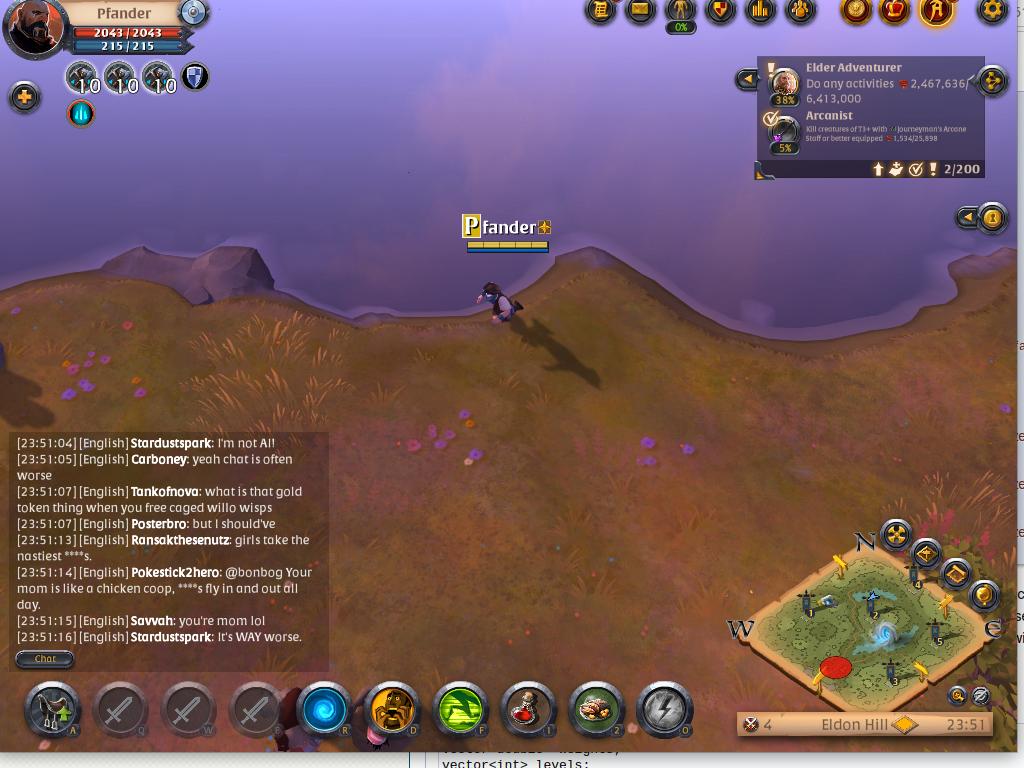 Pfander
2043 / 2043
215 / 215
10 10 10
0%
Elder Adventurer
Do any activities 2,467,636/
6,413,000
38%
Arcanist
Kill creatures of T3+ with Journeyman's Arcane
Staff or better equipped 1,534/25,898
5%
2/200
Pfander
[23:51:04] [English] Stardustspark: I'm not AI!
[23:51:05] [English] Carboney: yeah chat is often
worse
[23:51:07] [English] Tankofnova: what is that gold
token thing when you free caged willo wisps
[23:51:07] [English] Posterbro: but I should've
[23:51:13] [English] Ransakthesenutz: girls take the
nastiest ****s.
[23:51:14] [English] Pokestick2hero: @bonbog Your
mom is like a chicken coop, ****s fly in and out all
day.
[23:51:15] [English] Savvah: you're mom lol
[23:51:16] [English] Stardustspark: It's WAY worse.
Chat
N
W
E
1
2
3
4
5
A Q W E R D F 1 2 O
4 Eldon Hill 23:51
vector<int> levels;